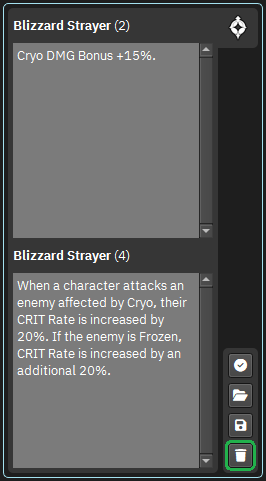 Blizzard Strayer (2)
Cryo DMG Bonus +15%.
Blizzard Strayer (4)
When a character attacks an
enemy affected by Cryo, their
CRIT Rate is increased by
20%. If the enemy is Frozen,
CRIT Rate is increased by an
additional 20%.